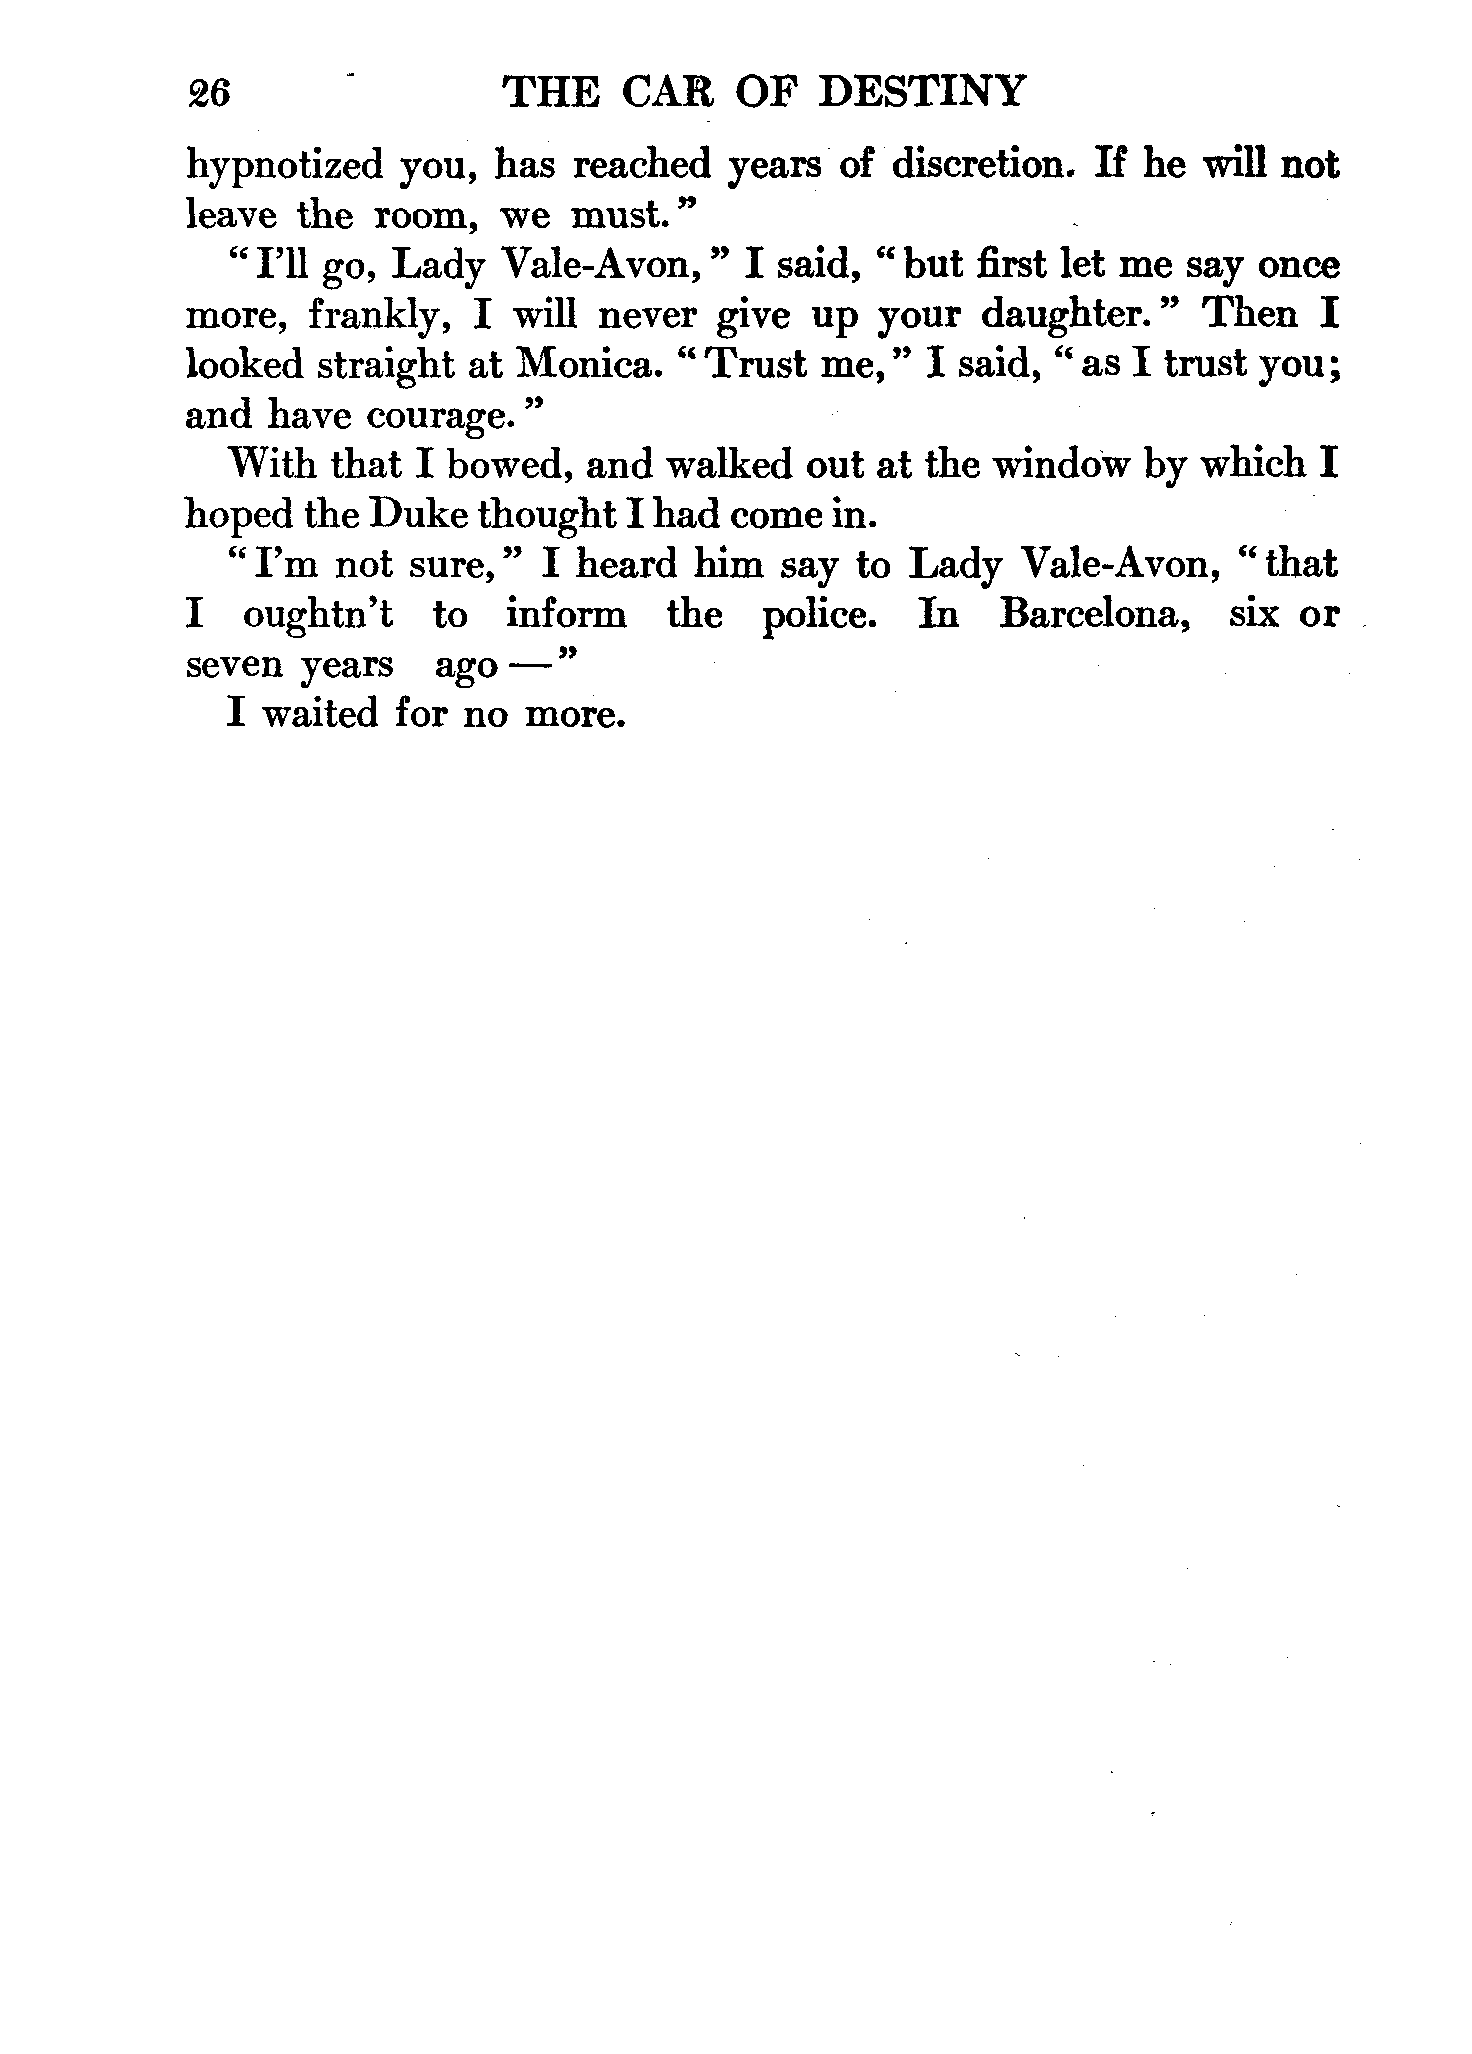 26 THE CAR OF DESTINY
hypnotized you, has reached years of discretion. If he will not
leave the room, we must."
"I'll go, Lady Vale-Avon," I said, "but first let me say once
more, frankly, I will never give up your daughter." Then I
looked straight at Monica. "Trust me," I said, "as I trust you;
and have courage."
With that I bowed, and walked out at the window by which I
hoped the Duke thought I had come in.
"I'm not sure," I heard him say to Lady Vale-Avon, "that
I oughtn't to inform the police. In Barcelona, six or
seven years ago—"
I waited for no more.